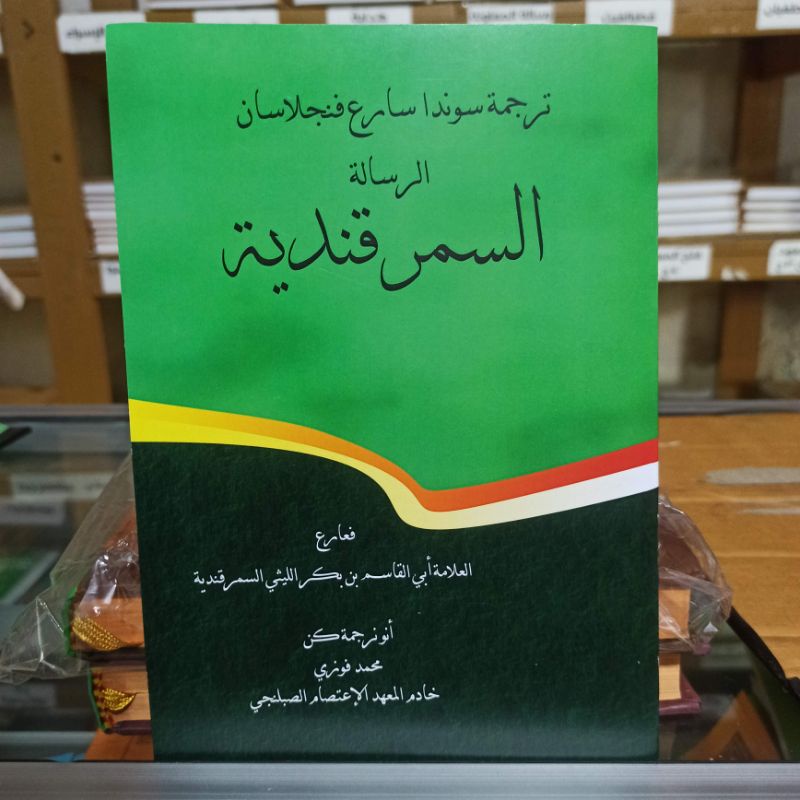 ترجمة سوندا سارع فنجلاسان
الرسالة
السمرقندية
فعارع
العلامة أبي القاسم بن بكر الليثي السمرقندية
أنو نرجمة كن
محمد فوزي
خادم المعهد الإعتصام الصبلنجي